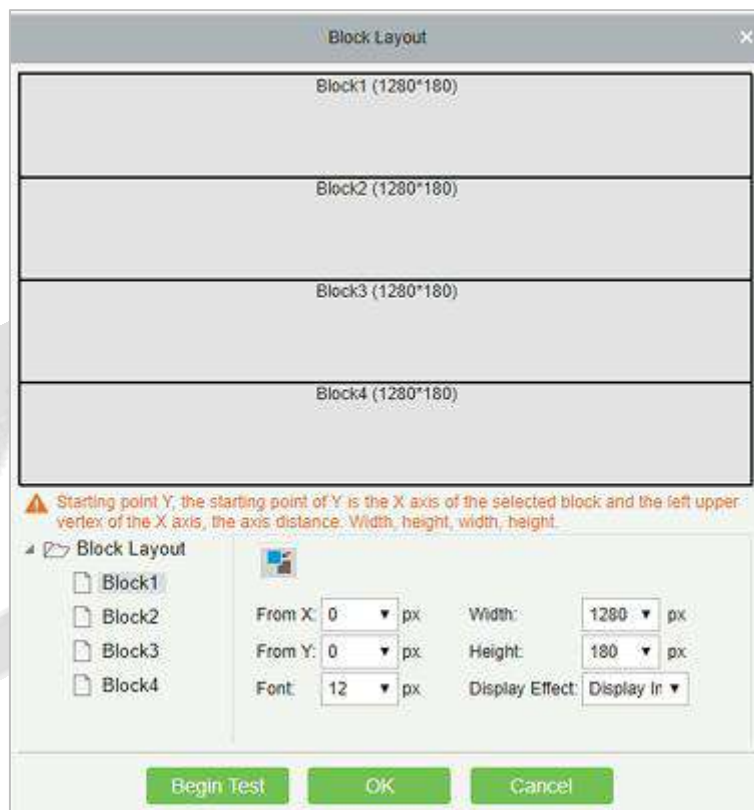 Block Layout
Block1 (1280*180)
Block2 (1280*180)
Block3 (1280*180)
Block4 (1280*180)
Starting point Y, the starting point of Y is the X axis of the selected block and the left upper
vertex of the X axis, the axis distance. Width, height, width, height.
Block Layout
Block1
Block2
Block3
Block4
From X: 0 px Width: 1280 px
From Y: 0 px Height: 180 px
Font: 12 px Display Effect: Display In
Begin Test OK Cancel